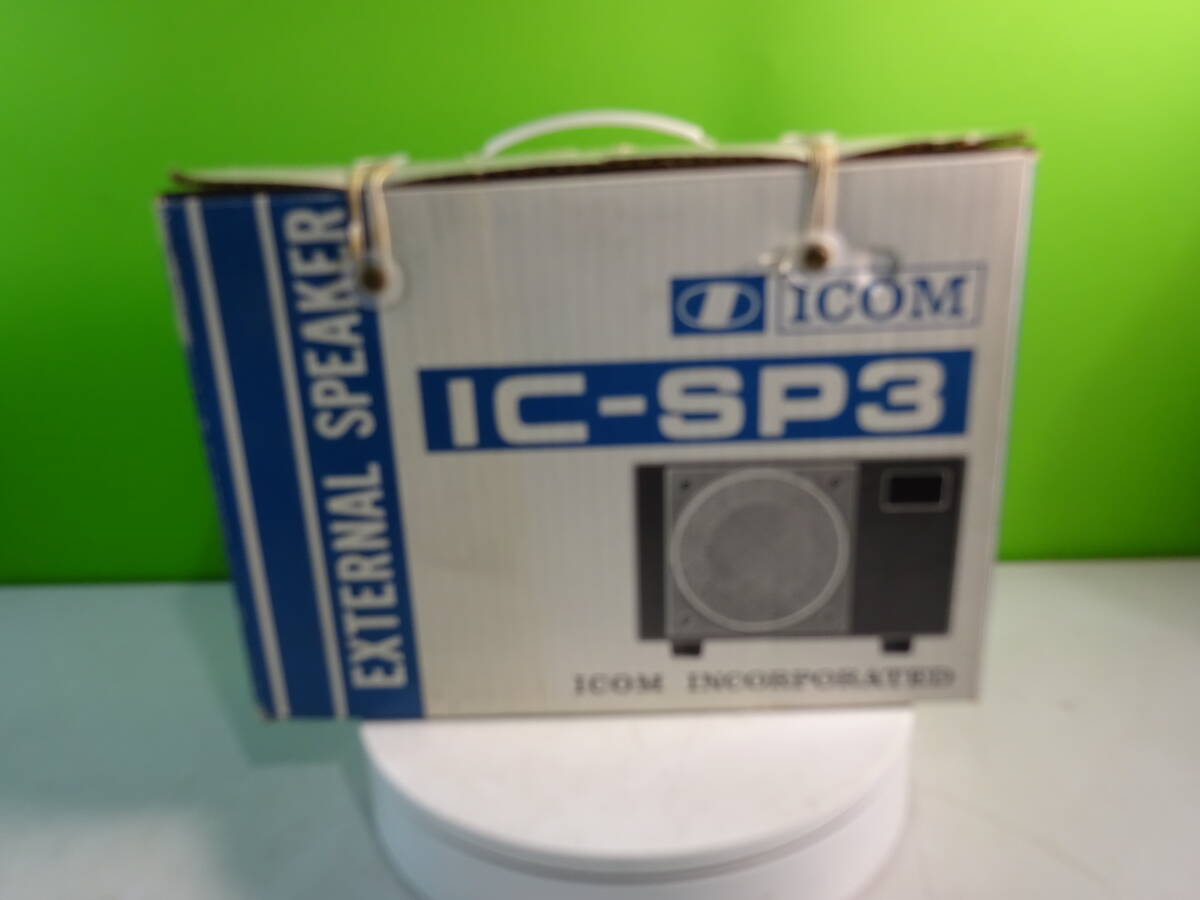 EXTERNAL SPEAKER
ICOM
IC-SP3
ICOM INCORPORATED